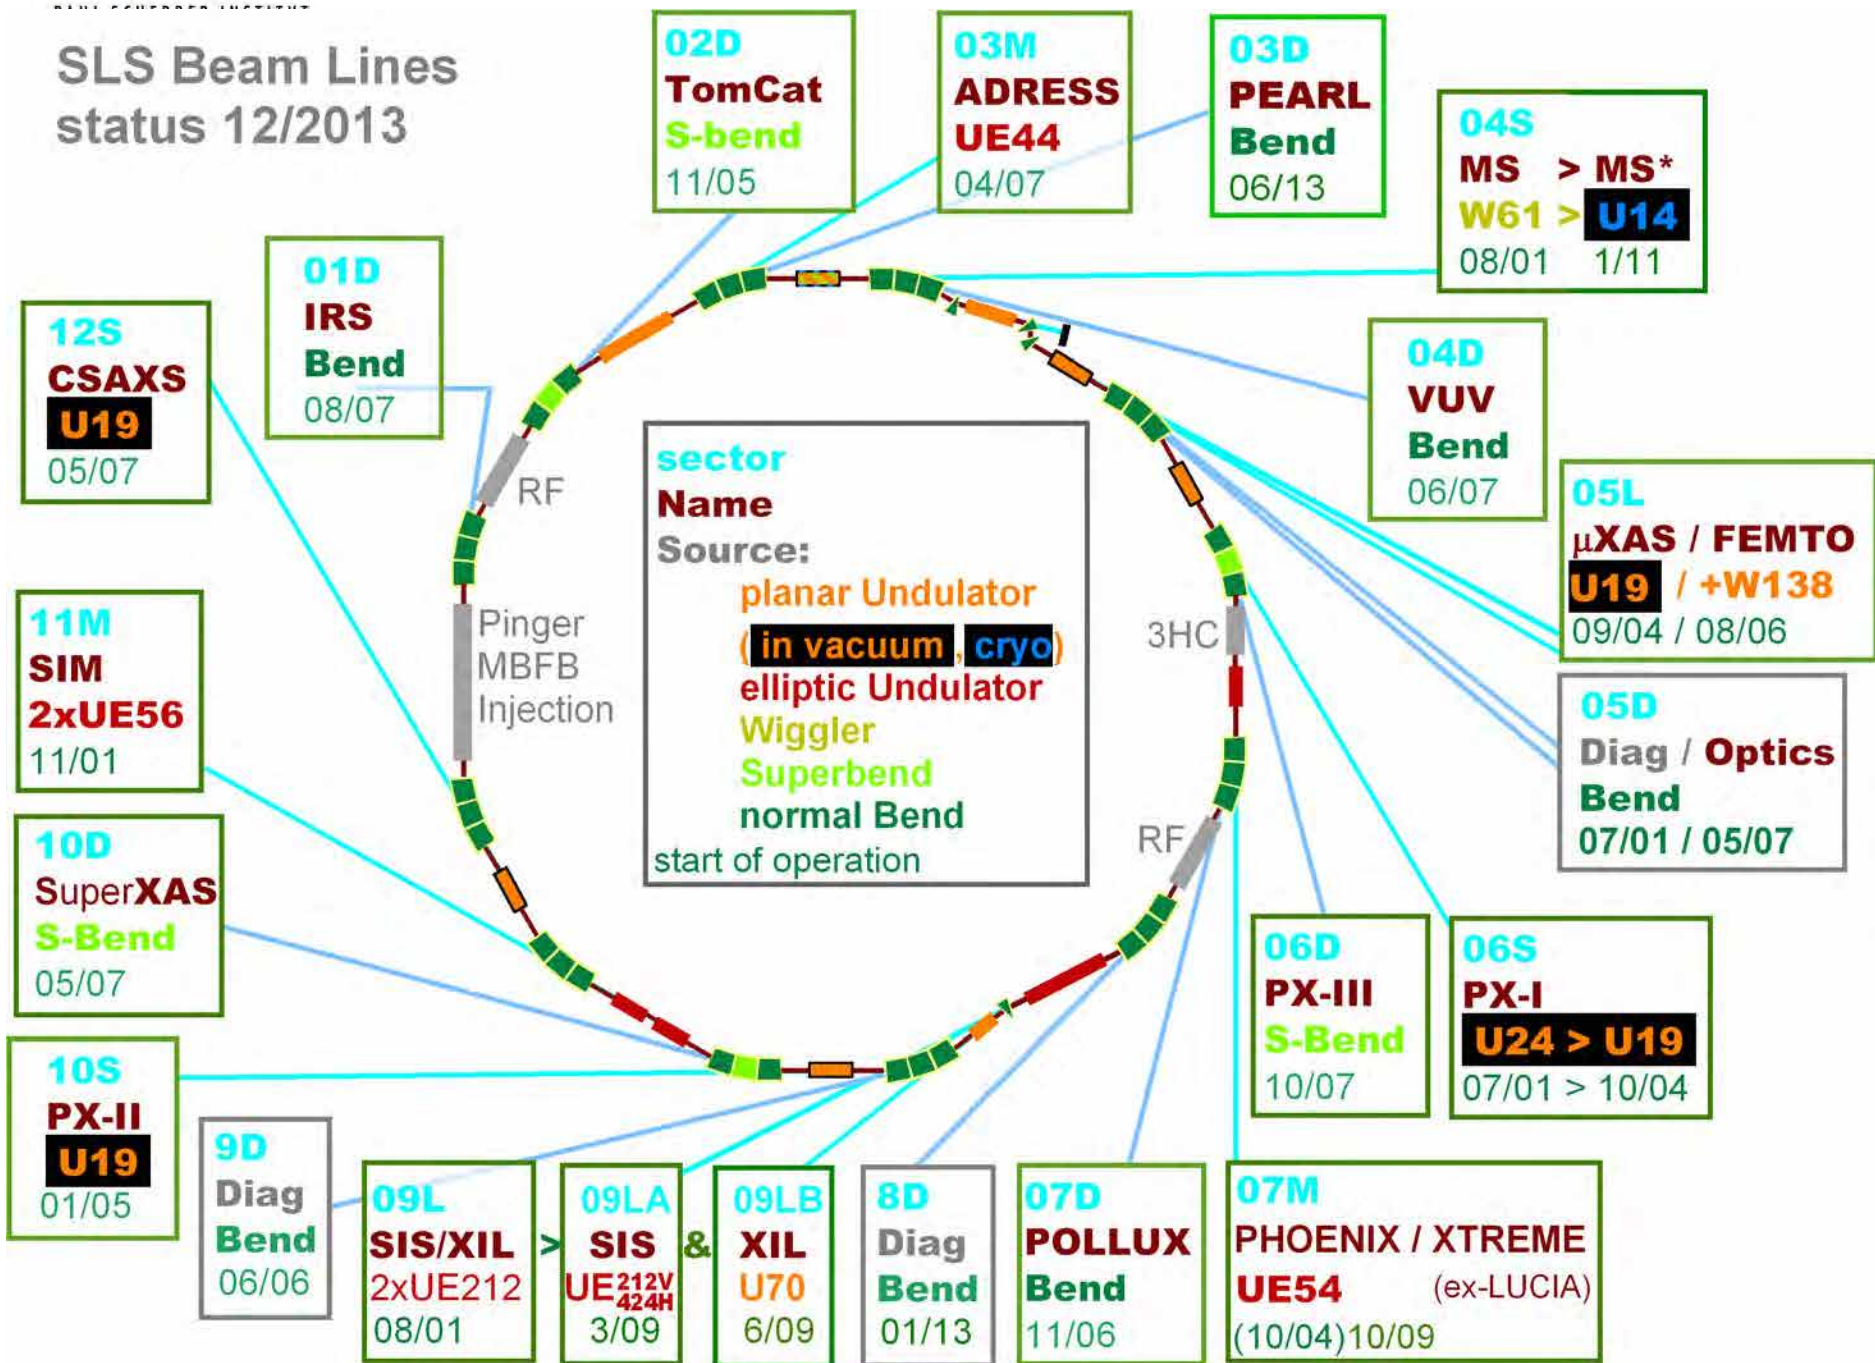 PAUL SCHERRER INSTITUT
SLS Beam Lines
status 12/2013
02D
TomCat
S-bend
11/05
03M
ADRESS
UE44
04/07
03D
PEARL
Bend
06/13
04S
MS > MS*
W61 > U14
08/01 1/11
01D
IRS
Bend
08/07
12S
CSAXS
U19
05/07
04D
VUV
Bend
06/07
05L
µXAS / FEMTO
U19 / +W138
09/04 / 08/06
05D
Diag / Optics
Bend
07/01 / 05/07
RF
sector
Name
Source:
planar Undulator
( in vacuum , cryo)
elliptic Undulator
Wiggler
Superbend
normal Bend
start of operation
3HC
Pinger
MBFB
Injection
RF
11M
SIM
2xUE56
11/01
10D
SuperXAS
S-Bend
05/07
10S
PX-II
U19
01/05
9D
Diag
Bend
06/06
09L
SIS/XIL
2xUE212
08/01
>
09LA
SIS
UE 212V
424H
3/09
&
09LB
XIL
U70
6/09
8D
Diag
Bend
01/13
07D
POLLUX
Bend
11/06
07M
PHOENIX / XTREME
UE54 (ex-LUCIA)
(10/04)10/09
06D
PX-III
S-Bend
10/07
06S
PX-I
U24 > U19
07/01 > 10/04